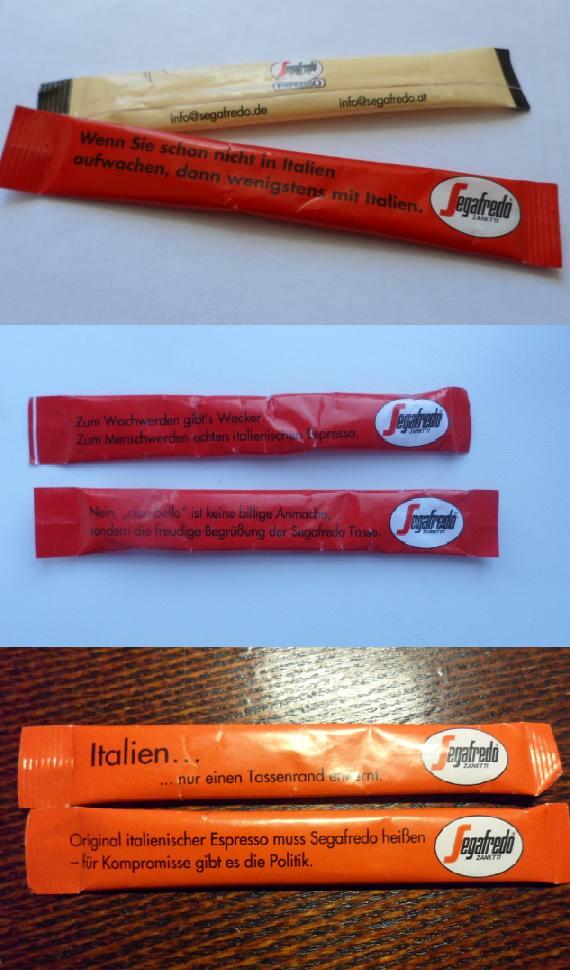 Segafredo
ESPRESSO
info@segafredo.de info@segafredo.at
Wenn Sie schon nicht in Italien
aufwachen, dann wenigstens mit Italien.
Segafredo
ZANETTI
Zum Wachwerden gibt's Wecker.
Zum Menschwerden echten italienischen Espresso.
Segafredo
ZANETTI
Nein, „ciao bella" ist keine billige Anmache,
sondern die freudige Begrüßung der Segafredo Tasse.
Segafredo
ZANETTI
Italien...
... nur einen Tassenrand entfernt.
Segafredo
ZANETTI
Original italienischer Espresso muss Segafredo heißen
– für Kompromisse gibt es die Politik.
Segafredo
ZANETTI